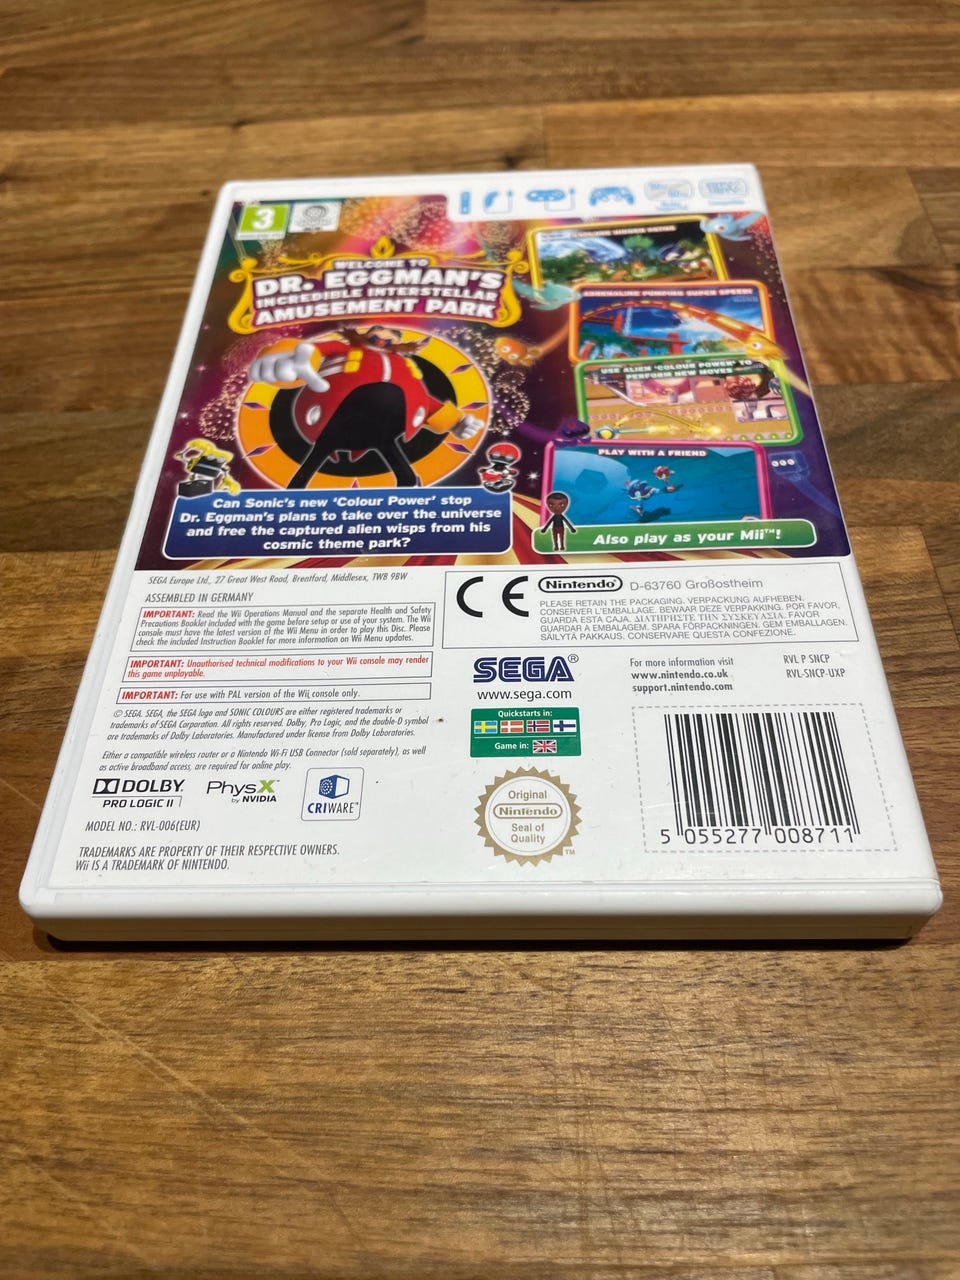 3
WELCOME TO
DR. EGGMAN'S
INCREDIBLE INTERSTELLAR
AMUSEMENT PARK
ADRENALINE PUMPING SUPER SPEED!
USE ALIEN 'COLOUR POWER' TO
PERFORM NEW MOVES
PLAY WITH A FRIEND
Also play as your Mii™!
Can Sonic's new 'Colour Power' stop
Dr. Eggman's plans to take over the universe
and free the captured alien wisps from his
cosmic theme park?
SEGA Europe Ltd., 27 Great West Road, Brentford, Middlesex, TW8 9BW
ASSEMBLED IN GERMANY
IMPORTANT: Read the Wii Operations Manual and the separate Health and Safety
Precautions Booklet included with the game before setup or use of your system. The Wii
console must have the latest version of the Wii Menu in order to play this Disc. Please
check the included Instruction Booklet for more information on Wii Menu updates.
IMPORTANT: Unauthorised technical modifications to your Wii console may render
this game unplayable.
IMPORTANT: For use with PAL version of the Wii console only.
© SEGA. SEGA, the SEGA logo and SONIC COLOURS are either registered trademarks or
trademarks of SEGA Corporation. All rights reserved. Dolby, Pro Logic, and the double-D symbol
are trademarks of Dolby Laboratories. Manufactured under license from Dolby Laboratories.
Either a compatible wireless router or a Nintendo Wi-Fi USB Connector (sold separately), as well
as active broadband access, are required for online play.
DOLBY
PRO LOGIC II
PhysX™
by NVIDIA
CRIWARE™
MODEL NO.: RVL-006(EUR)
TRADEMARKS ARE PROPERTY OF THEIR RESPECTIVE OWNERS.
Wii IS A TRADEMARK OF NINTENDO.
CE
Nintendo®
D-63760 Großostheim
PLEASE RETAIN THE PACKAGING. VERPACKUNG AUFHEBEN.
CONSERVER L'EMBALLAGE. BEWAAR DEZE VERPAKKING. POR FAVOR,
GUARDA ESTA CAJA. ΔΙΑΤΗΡΗΣΤΕ ΤΗΝ ΣΥΣΚΕΥΑΣΙΑ. FAVOR
GUARDAR A EMBALAGEM. SPARA FÖRPACKNINGEN. GEM EMBALLAGEN.
SÄILYTÄ PAKKAUS. CONSERVARE QUESTA CONFEZIONE.
SEGA®
www.sega.com
Quickstarts in:
Game in:
Original
Nintendo
Seal of
Quality
™
For more information visit
www.nintendo.co.uk
support.nintendo.com
RVL P SNCP
RVL-SNCP-UXP
5 055277 008711